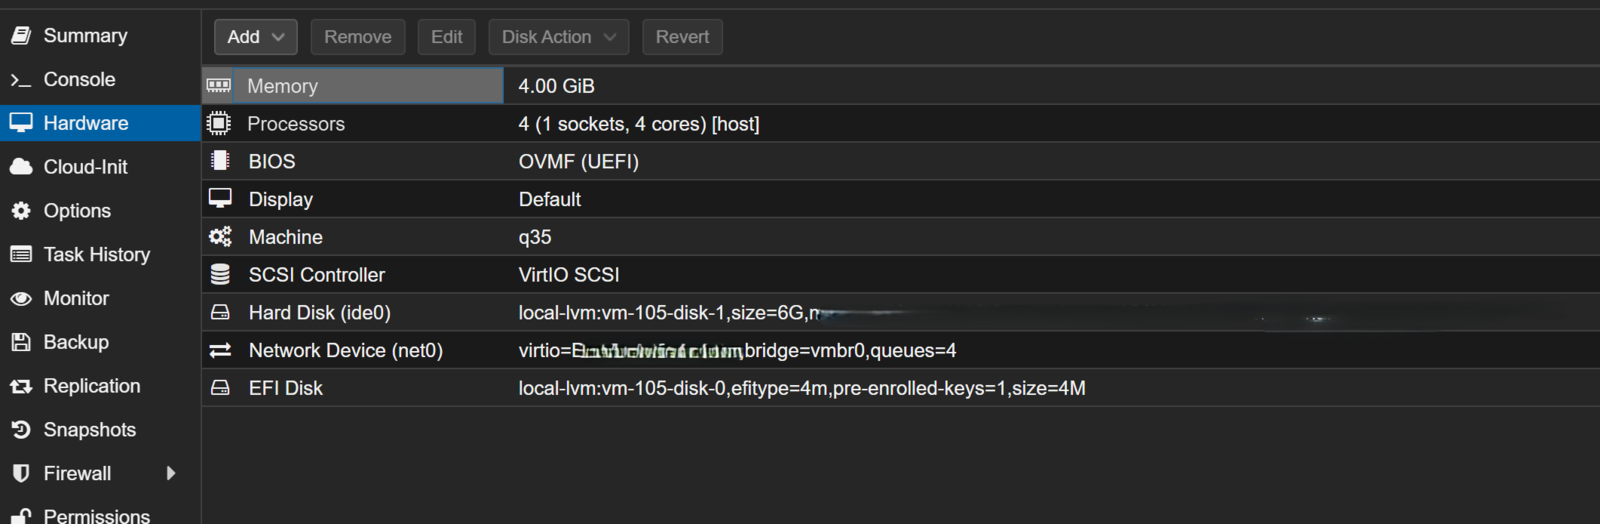 Summary
Console
Hardware
Cloud-Init
Options
Task History
Monitor
Backup
Replication
Snapshots
Firewall
Permissions
Add Remove Edit Disk Action Revert
Memory 4.00 GiB
Processors 4 (1 sockets, 4 cores) [host]
BIOS OVMF (UEFI)
Display Default
Machine q35
SCSI Controller VirtIO SCSI
Hard Disk (ide0) local-lvm:vm-105-disk-1,size=6G,
Network Device (net0) virtio= ,bridge=vmbr0,queues=4
EFI Disk local-lvm:vm-105-disk-0,efitype=4m,pre-enrolled-keys=1,size=4M